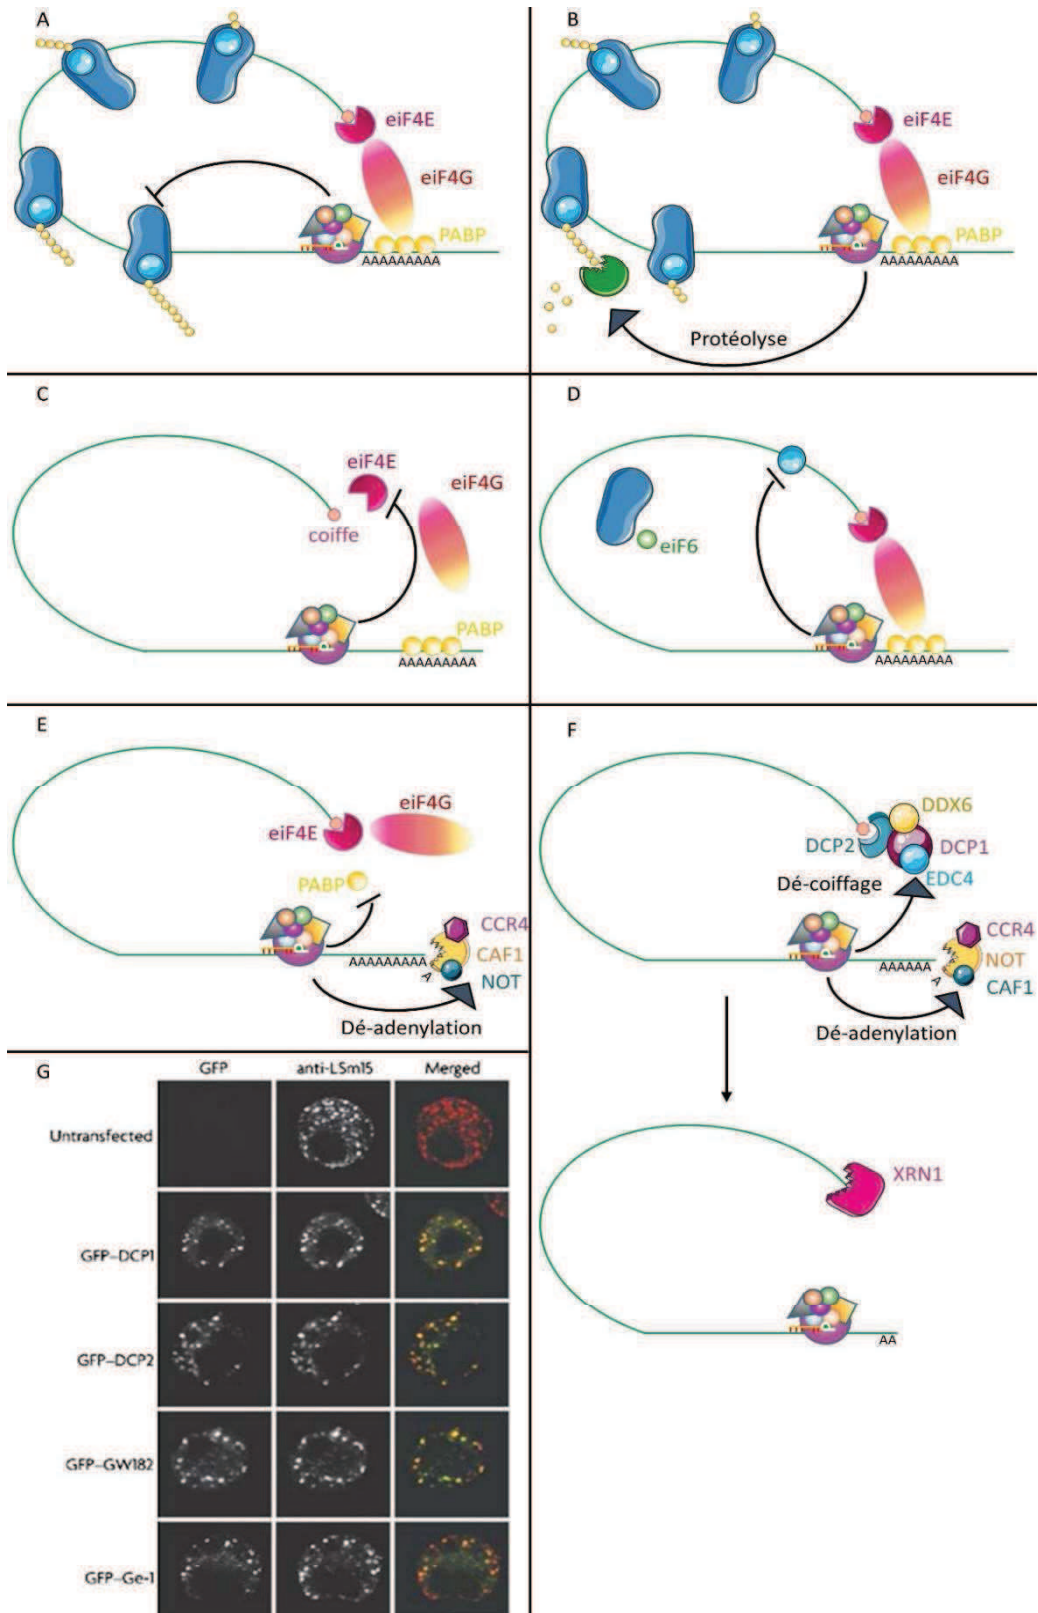 A
eiF4E
eiF4G
PABP
AAAAAAAAA
B
eiF4E
eiF4G
PABP
AAAAAAAAA
Protéolyse
C
eiF4E
eiF4G
coiffe
PABP
AAAAAAAAA
D
eiF6
AAAAAAAAA
E
eiF4G
eiF4E
PABP
CCR4
CAF1
NOT
AAAAAAAAA
A
Dé-adenylation
F
DDX6
DCP2
DCP1
EDC4
Dé-coiffage
CCR4
NOT
CAF1
AAAAAA
A
Dé-adenylation
XRN1
AA
G
GFP anti-LSm15 Merged
Untransfected
GFP–DCP1
GFP–DCP2
GFP–GW182
GFP–Ge-1